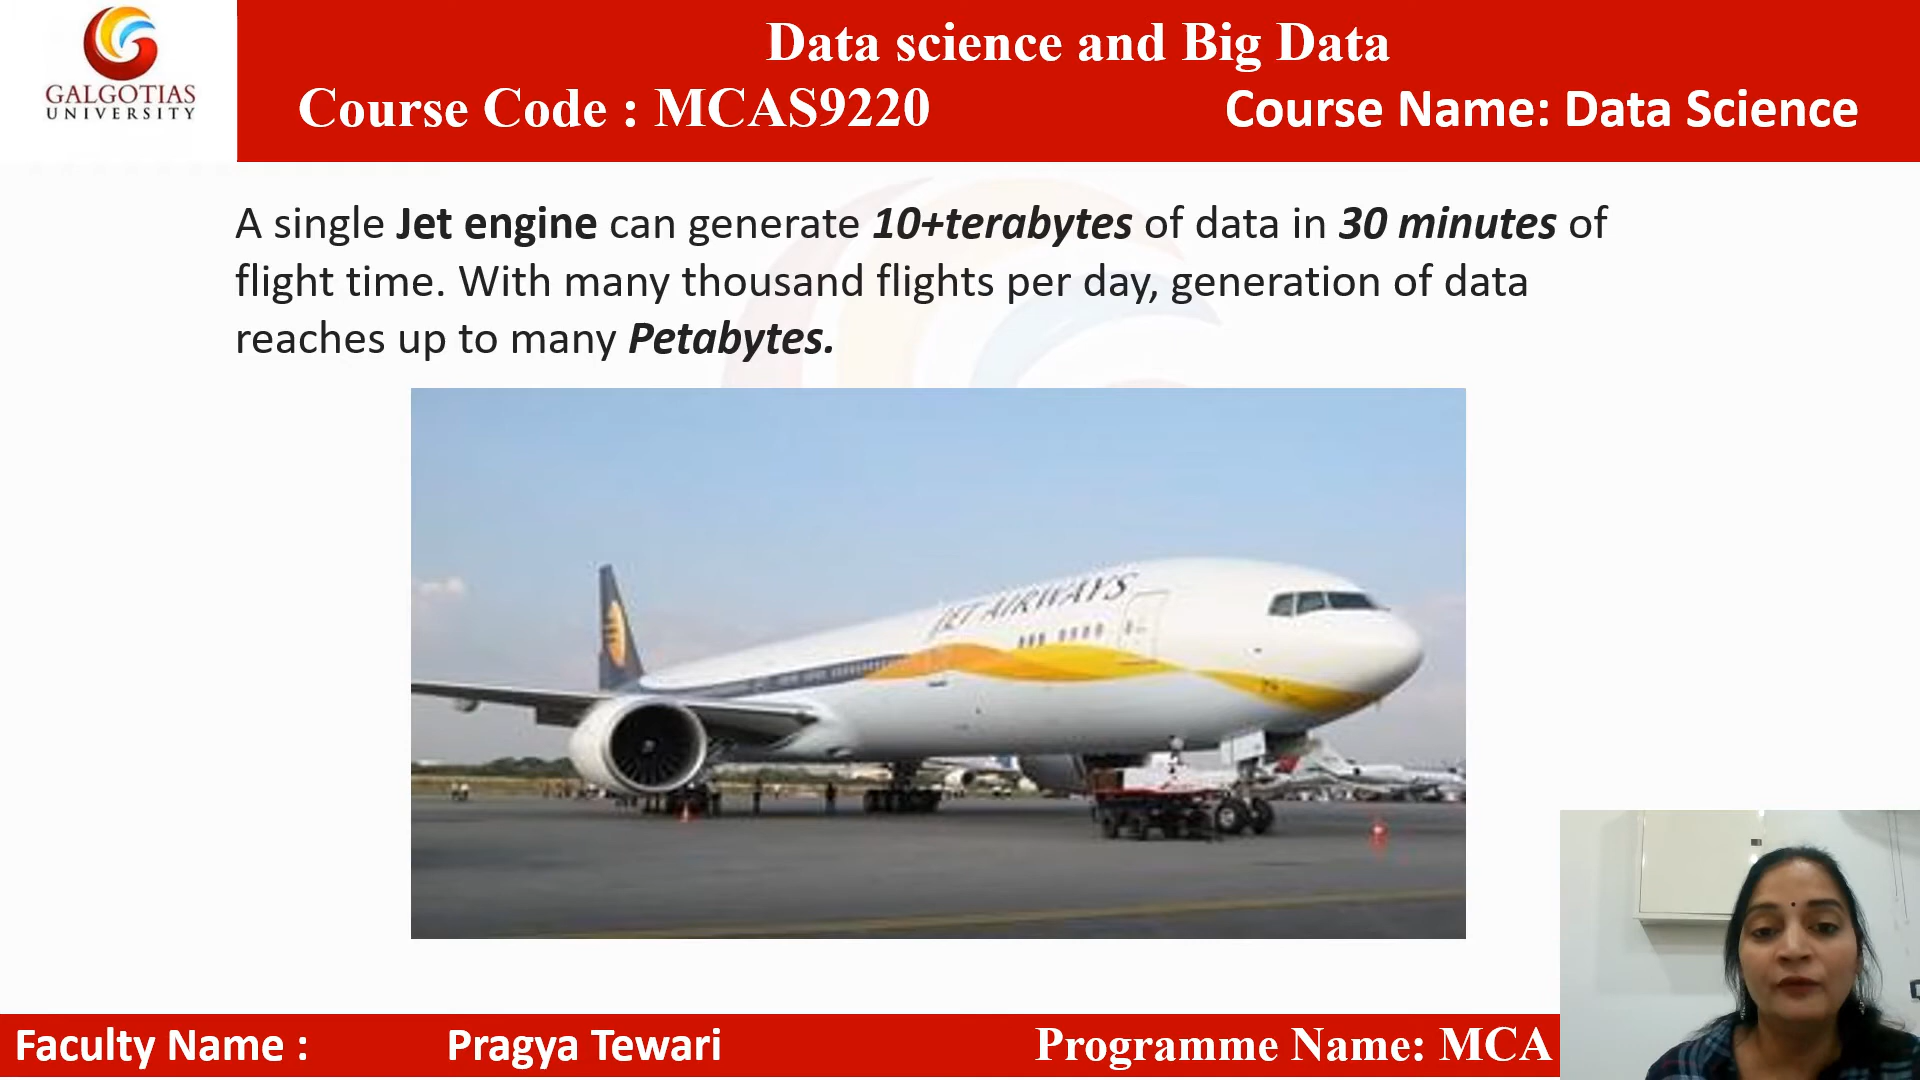 GALGOTIAS
UNIVERSITY
Data science and Big Data
Course Code : MCAS9220
Course Name: Data Science
A single Jet engine can generate 10+terabytes of data in 30 minutes of
flight time. With many thousand flights per day, generation of data
reaches up to many Petabytes.
JET AIRWAYS
Faculty Name :
Pragya Tewari
Programme Name: MCA